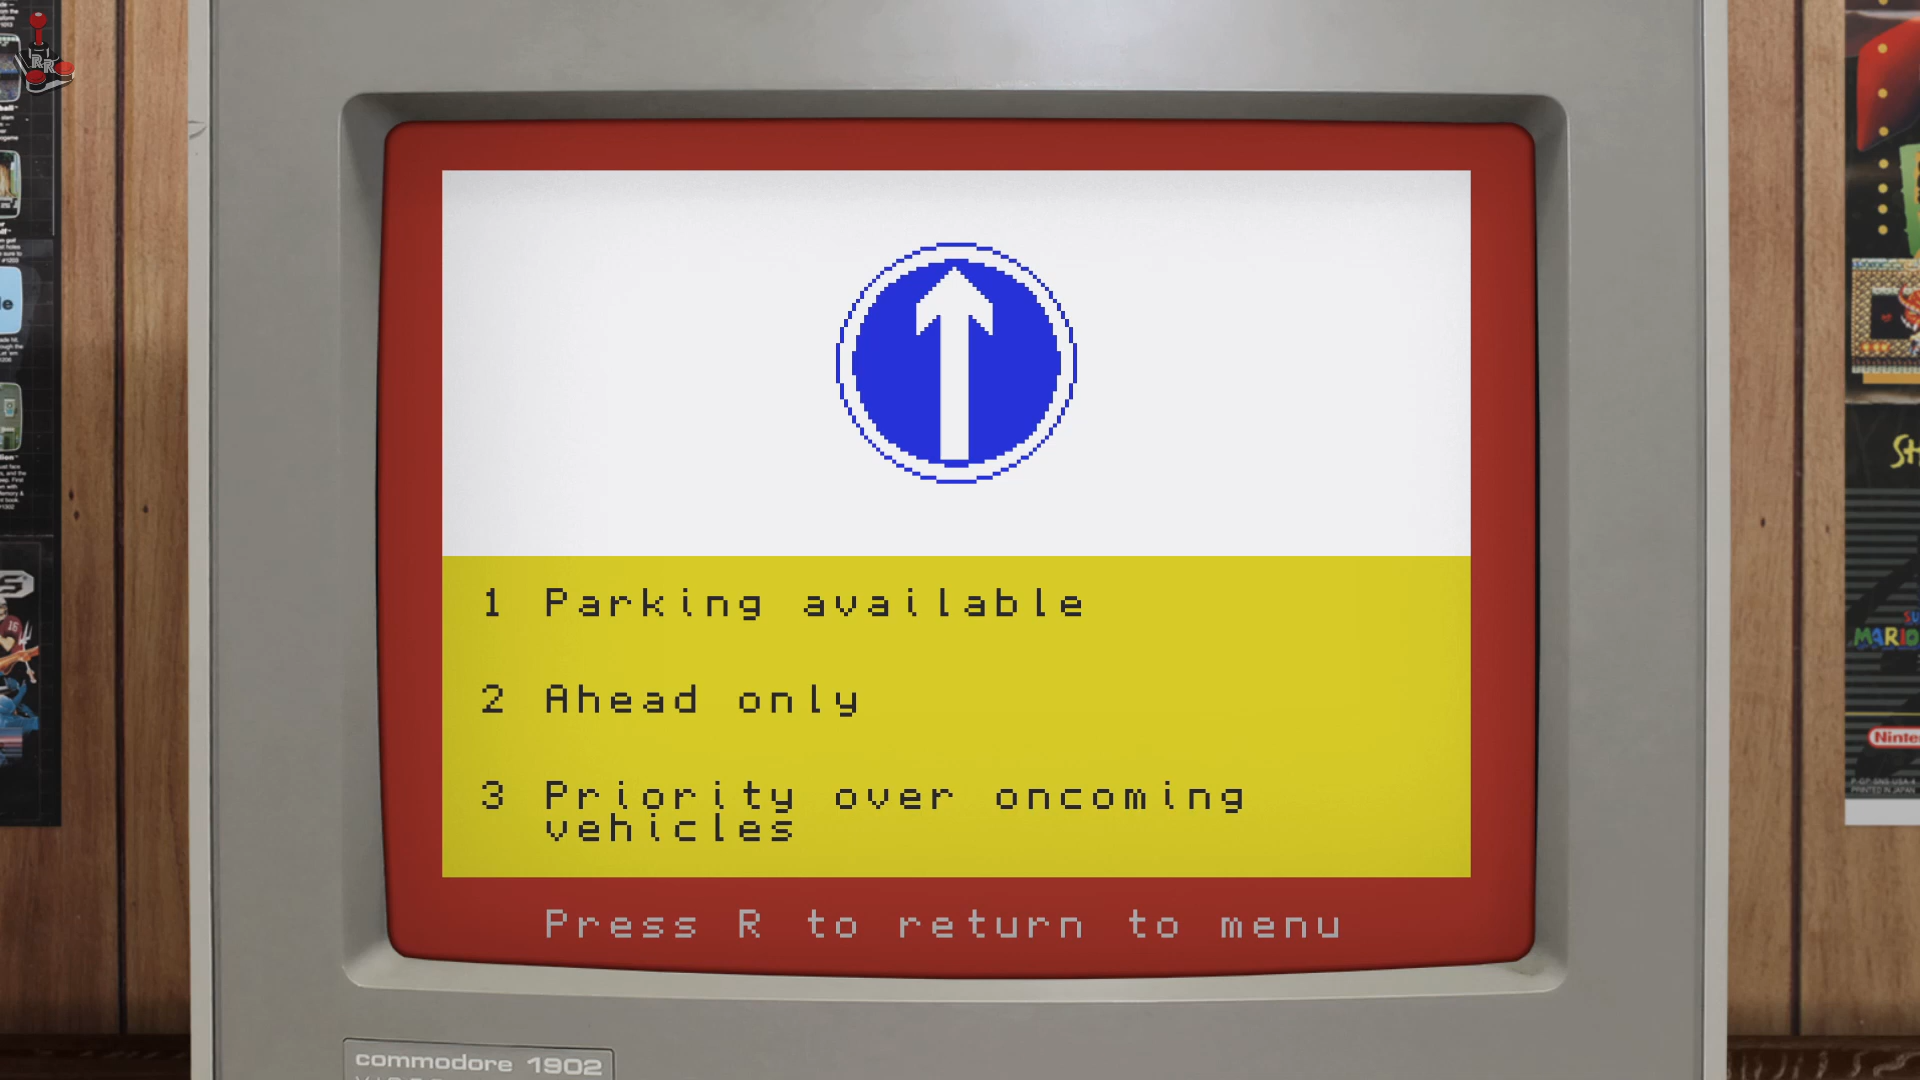 1 Parking available
2 Ahead only
3 Priority over oncoming
vehicles
Press R to return to menu
commodore 1902